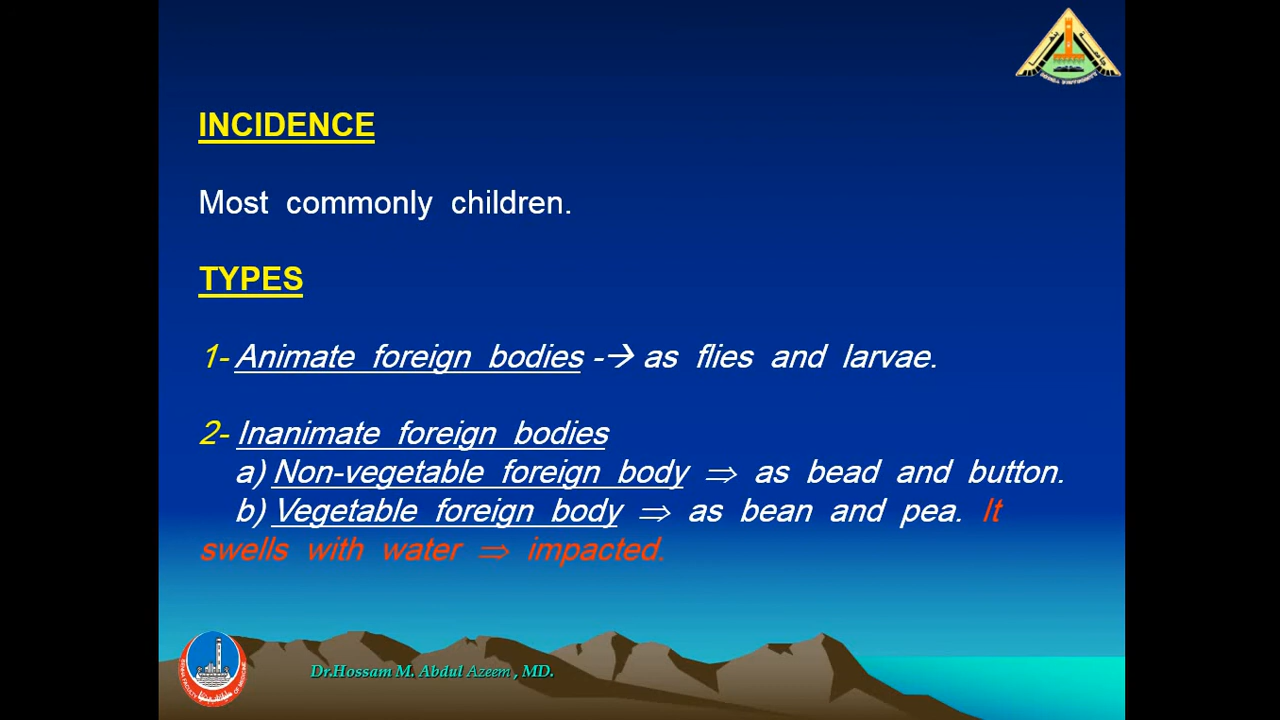 INCIDENCE
Most commonly children.
TYPES
1- Animate foreign bodies -→ as flies and larvae.
2- Inanimate foreign bodies
a) Non-vegetable foreign body ⇒ as bead and button.
b) Vegetable foreign body ⇒ as bean and pea. It
swells with water ⇒ impacted.
Dr.Hossam M. Abdul Azeem , MD.